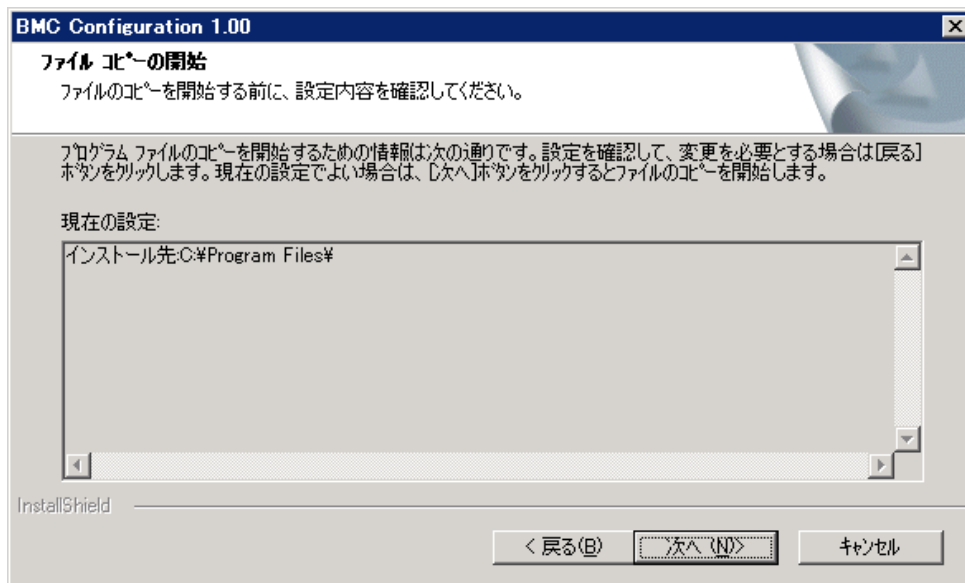 BMC Configuration 1.00
ファイル コピーの開始
ファイルのコピーを開始する前に、設定内容を確認してください。
プログラム ファイルのコピーを開始するための情報は次の通りです。設定を確認して、変更を必要とする場合は[戻る]
ボタンをクリックします。現在の設定でよい場合は、[次へ]ボタンをクリックするとファイルのコピーを開始します。
現在の設定:
インストール先:C:¥Program Files¥
InstallShield
< 戻る(B)
次へ (N)>
キャンセル